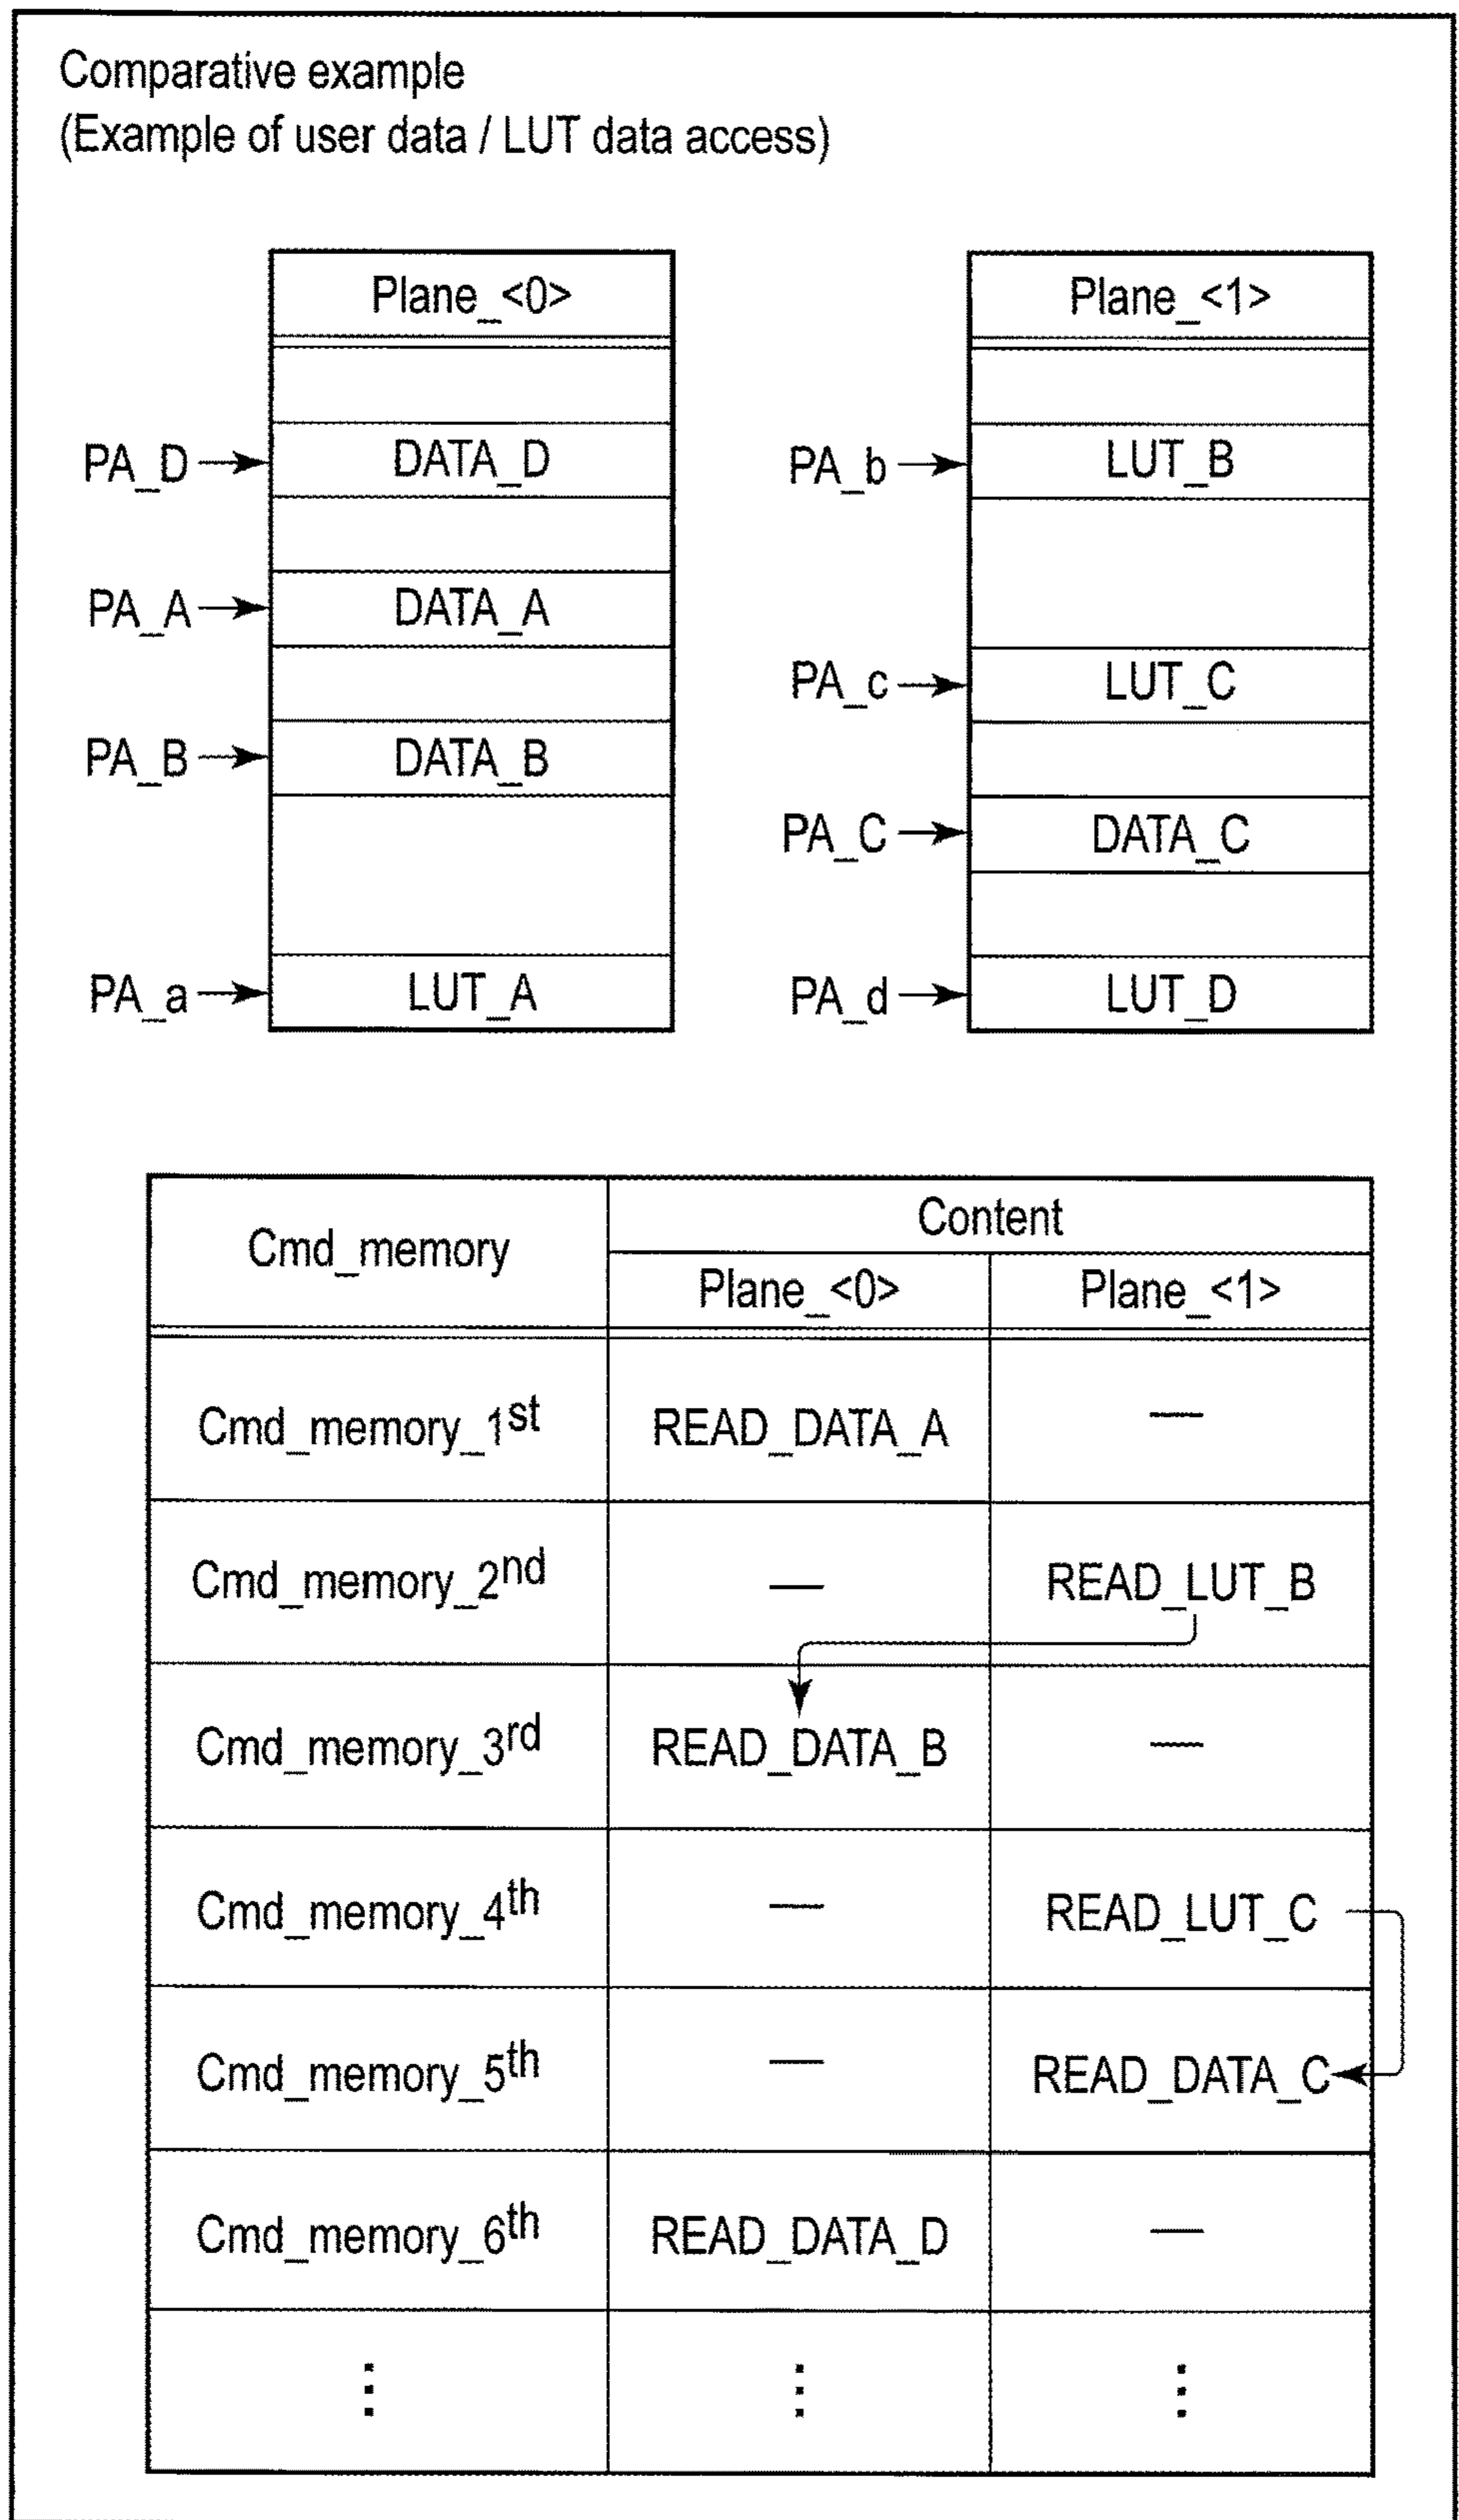 Comparative example
(Example of user data / LUT data access)
Plane_<0>
PA_D DATA_D
PA_A DATA_A
PA_B DATA_B
PA_a LUT_A
Plane_<1>
PA_b LUT_B
PA_c LUT_C
PA_C DATA_C
PA_d LUT_D
Cmd_memory Content
Plane_<0> Plane_<1>
Cmd_memory_1st READ_DATA_A —
Cmd_memory_2nd — READ_LUT_B
Cmd_memory_3rd READ_DATA_B —
Cmd_memory_4th — READ_LUT_C
Cmd_memory_5th — READ_DATA_C
Cmd_memory_6th READ_DATA_D —
⋮ ⋮ ⋮